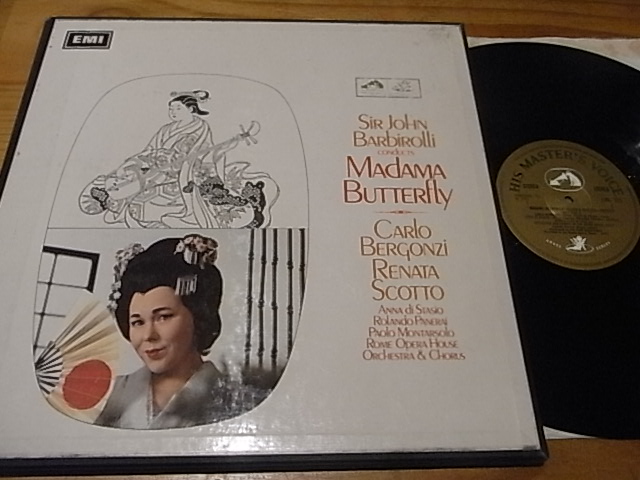 EMI
Sir John
Barbirolli
conducts
Madama
Butterfly
Carlo
Bergonzi
Renata
Scotto
Anna di Stasio
Rolando Panerai
Paolo Montarsolo
Rome Opera House
Orchestra & Chorus
HIS MASTER'S VOICE